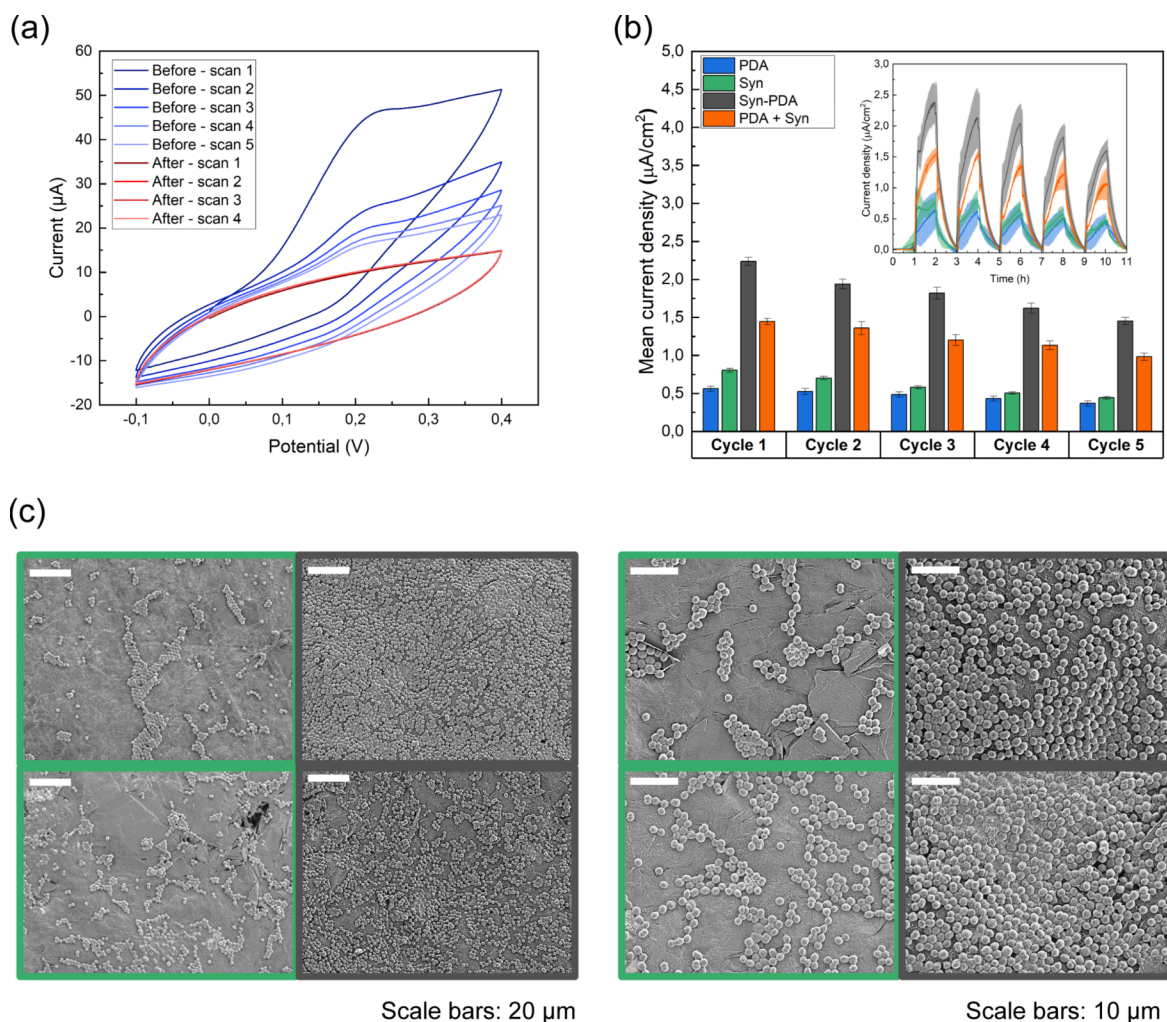 (a)
60
50
40
30
20
10
0
-10
-20
Current (µA)
Before - scan 1
Before - scan 2
Before - scan 3
Before - scan 4
Before - scan 5
After - scan 1
After - scan 2
After - scan 3
After - scan 4
-0,1
0,0
0,1
0,2
0,3
0,4
Potential (V)
(b)
5,0
4,5
4,0
3,5
3,0
2,5
2,0
1,5
1,0
0,5
0,0
Mean current density (µA/cm²)
PDA
Syn
Syn-PDA
PDA + Syn
3,0
2,5
2,0
1,5
1,0
0,5
0,0
Current density (µA/cm²)
0 1 2 3 4 5 6 7 8 9 10 11
Time (h)
Cycle 1
Cycle 2
Cycle 3
Cycle 4
Cycle 5
(c)
Scale bars: 20 µm
Scale bars: 10 µm